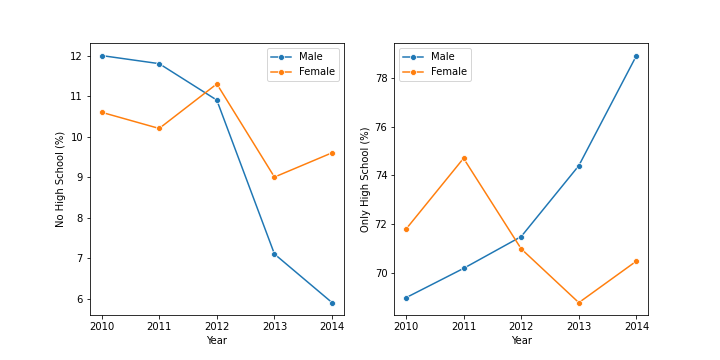 12
11
10
9
8
7
6
No High School (%)
2010 2011 2012 2013 2014
Year
Male
Female
78
76
74
72
70
Only High School (%)
2010 2011 2012 2013 2014
Year
Male
Female